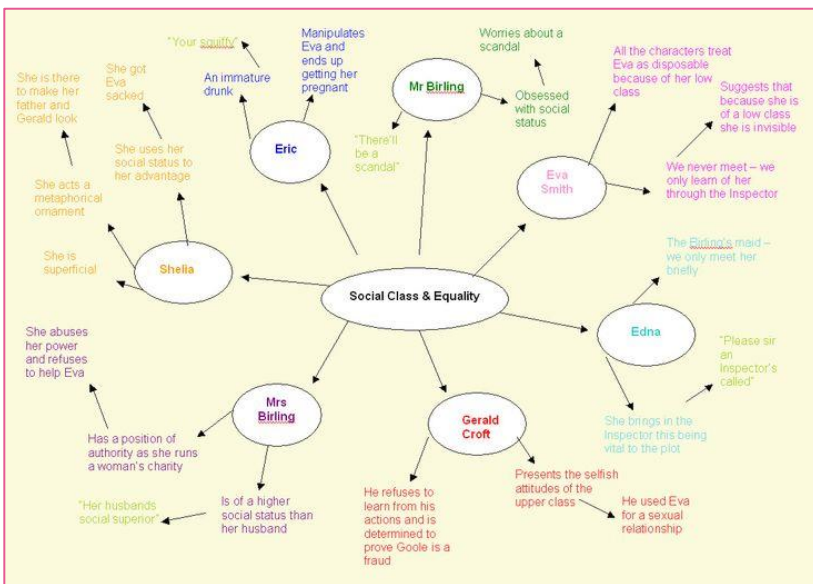 "Your squiffy"
An immature
drunk
Manipulates
Eva and
ends up
getting her
pregnant
Eric
She is there
to make her
father and
Gerald look
She got
Eva
sacked
She uses her
social status to
her advantage
She acts a
metaphorical
ornament
She is
superficial
Shelia
Worries about a
scandal
Mr Birling
Obsessed with
social status
"There'll
be a
scandal"
All the characters treat
Eva as disposable
because of her low
class
Suggests that
because she is
of a low class
she is invisible
Eva
Smith
We never meet – we
only learn of her
through the Inspector
Social Class & Equality
The Birling's maid –
we only meet her
briefly
Edna
"Please sir
an
Inspector's
called"
She brings in the
Inspector this being
vital to the plot
She abuses
her power
and refuses
to help Eva
Mrs
Birling
Has a position of
authority as she runs
a woman's charity
"Her husbands
social superior"
Is of a higher
social status than
her husband
Gerald
Croft
He refuses to
learn from his
actions and is
determined to
prove Goole is a
fraud
Presents the selfish
attitudes of the
upper class
He used Eva
for a sexual
relationship